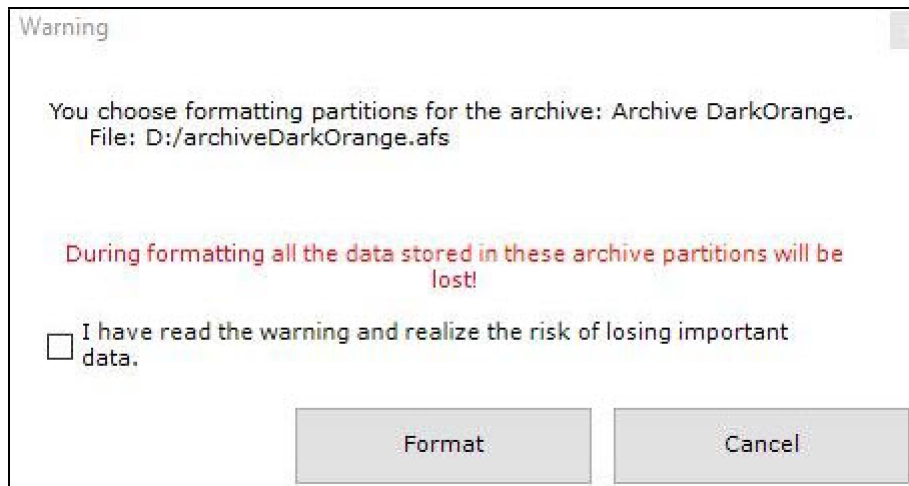 Warning
You choose formatting partitions for the archive: Archive DarkOrange.
File: D:/archiveDarkOrange.afs
During formatting all the data stored in these archive partitions will be
lost!
I have read the warning and realize the risk of losing important
data.
Format
Cancel